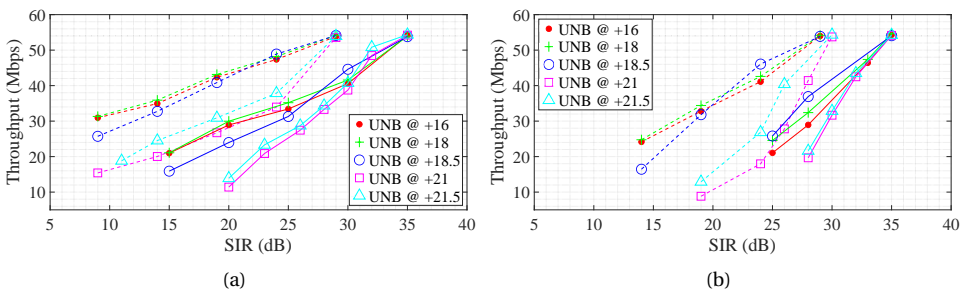 60
50
40
30
20
10
5 10 15 20 25 30 35 40
Throughput (Mbps)
SIR (dB)
UNB @ +16
UNB @ +18
UNB @ +18.5
UNB @ +21
UNB @ +21.5
(a)
60
50
40
30
20
10
5 10 15 20 25 30 35 40
Throughput (Mbps)
SIR (dB)
UNB @ +16
UNB @ +18
UNB @ +18.5
UNB @ +21
UNB @ +21.5
(b)